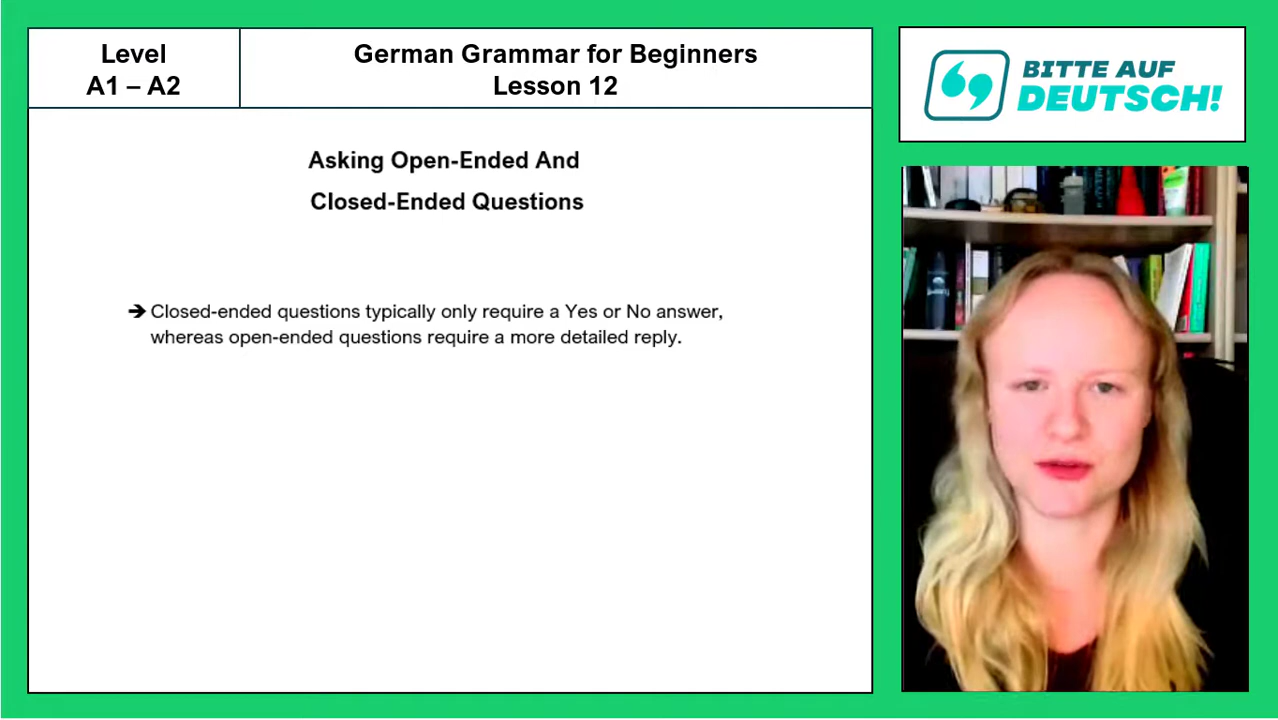 Level
A1 – A2
German Grammar for Beginners
Lesson 12
BITTE AUF
DEUTSCH!
Asking Open-Ended And
Closed-Ended Questions
➔ Closed-ended questions typically only require a Yes or No answer,
whereas open-ended questions require a more detailed reply.